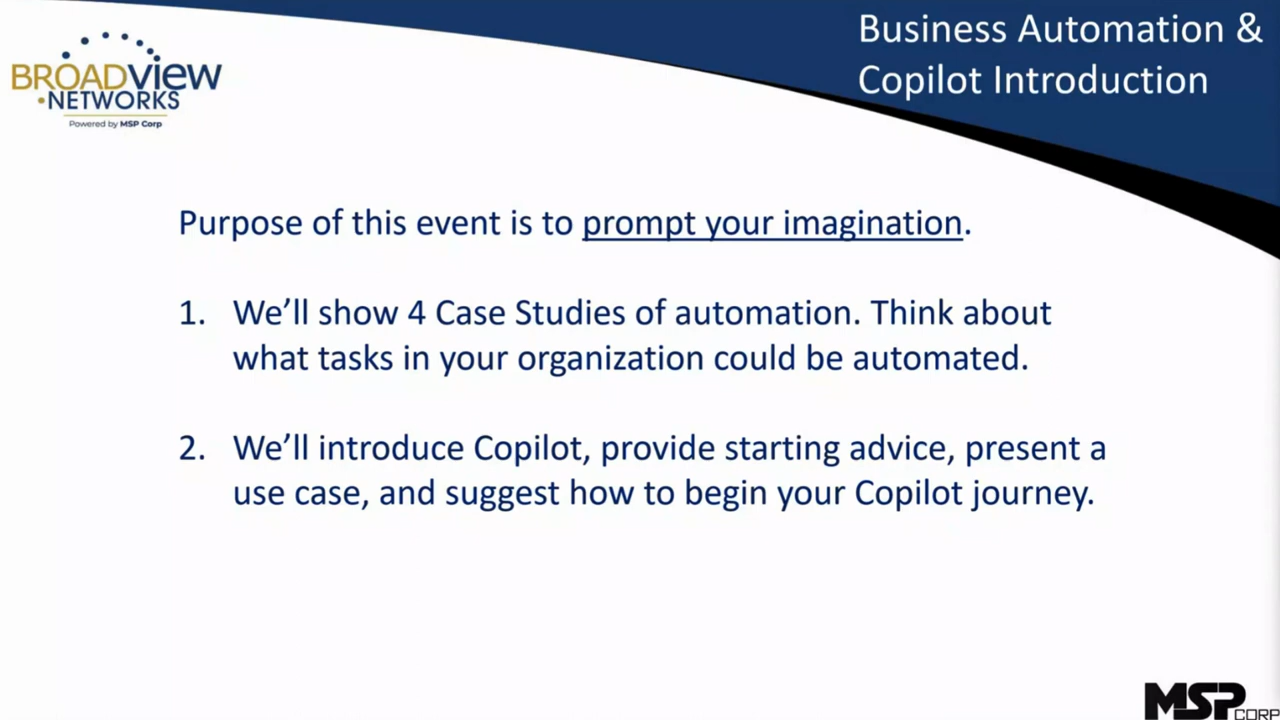 Business Automation &
Copilot Introduction
BROADVIEW
NETWORKS
Powered by MSP Corp
Purpose of this event is to prompt your imagination.
1. We’ll show 4 Case Studies of automation. Think about
what tasks in your organization could be automated.
2. We’ll introduce Copilot, provide starting advice, present a
use case, and suggest how to begin your Copilot journey.
MSP
CORP